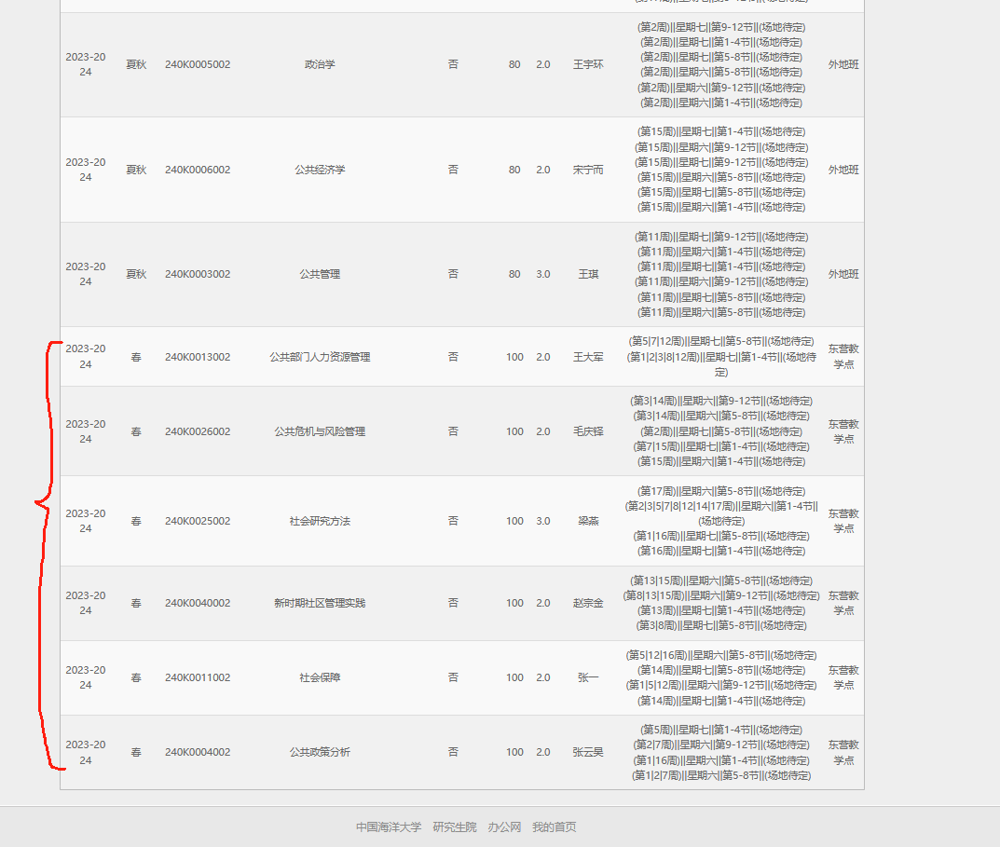 (第2周)||星期七||第9-12节||(场地待定)
(第2周)||星期七||第1-4节||(场地待定)
2023-20
24
夏秋 240K0005002 政治学 否 80 2.0 王宇环
(第2周)||星期七||第5-8节||(场地待定)
(第2周)||星期六||第5-8节||(场地待定)
外地班
(第2周)||星期六||第9-12节||(场地待定)
(第2周)||星期六||第1-4节||(场地待定)
(第15周)||星期七||第1-4节||(场地待定)
(第15周)||星期六||第9-12节||(场地待定)
2023-20
24
夏秋 240K0006002 公共经济学 否 80 2.0 宋宁而
(第15周)||星期七||第9-12节||(场地待定)
(第15周)||星期六||第5-8节||(场地待定)
外地班
(第15周)||星期七||第5-8节||(场地待定)
(第15周)||星期六||第1-4节||(场地待定)
(第11周)||星期七||第9-12节||(场地待定)
(第11周)||星期六||第1-4节||(场地待定)
2023-20
24
夏秋 240K0003002 公共管理 否 80 3.0 王琪
(第11周)||星期七||第1-4节||(场地待定)
(第11周)||星期六||第9-12节||(场地待定)
外地班
(第11周)||星期七||第5-8节||(场地待定)
(第11周)||星期六||第5-8节||(场地待定)
2023-20
24
春 240K0013002 公共部门人力资源管理 否 100 2.0 王大军
(第5|7|12周)||星期七||第5-8节||(场地待定)
(第1|2|3|8|12周)||星期七||第1-4节||(场地待
定)
东营教
学点
2023-20
24
春 240K0026002 公共危机与风险管理 否 100 2.0 毛庆铎
(第3|14周)||星期六||第9-12节||(场地待定)
(第3|14周)||星期六||第5-8节||(场地待定)
(第2周)||星期七||第5-8节||(场地待定)
(第7|15周)||星期七||第1-4节||(场地待定)
(第15周)||星期六||第1-4节||(场地待定)
东营教
学点
2023-20
24
春 240K0025002 社会研究方法 否 100 3.0 梁燕
(第17周)||星期六||第5-8节||(场地待定)
(第2|3|5|7|8|12|14|17周)||星期六||第1-4节||
(场地待定)
(第1|16周)||星期七||第5-8节||(场地待定)
(第16周)||星期七||第1-4节||(场地待定)
东营教
学点
2023-20
24
春 240K0040002 新时期社区管理实践 否 100 2.0 赵宗金
(第13|15周)||星期六||第5-8节||(场地待定)
(第8|13|15周)||星期六||第9-12节||(场地待定)
(第13周)||星期七||第1-4节||(场地待定)
(第3|8周)||星期七||第5-8节||(场地待定)
东营教
学点
2023-20
24
春 240K0011002 社会保障 否 100 2.0 张一
(第5|12|16周)||星期六||第5-8节||(场地待定)
(第14周)||星期七||第5-8节||(场地待定)
(第1|5|12周)||星期六||第9-12节||(场地待定)
(第14周)||星期七||第1-4节||(场地待定)
东营教
学点
2023-20
24
春 240K0004002 公共政策分析 否 100 2.0 张云昊
(第5周)||星期七||第1-4节||(场地待定)
(第2|7周)||星期六||第9-12节||(场地待定)
(第1|16周)||星期六||第1-4节||(场地待定)
(第1|2|7周)||星期六||第5-8节||(场地待定)
东营教
学点
中国海洋大学 研究生院 办公网 我的首页